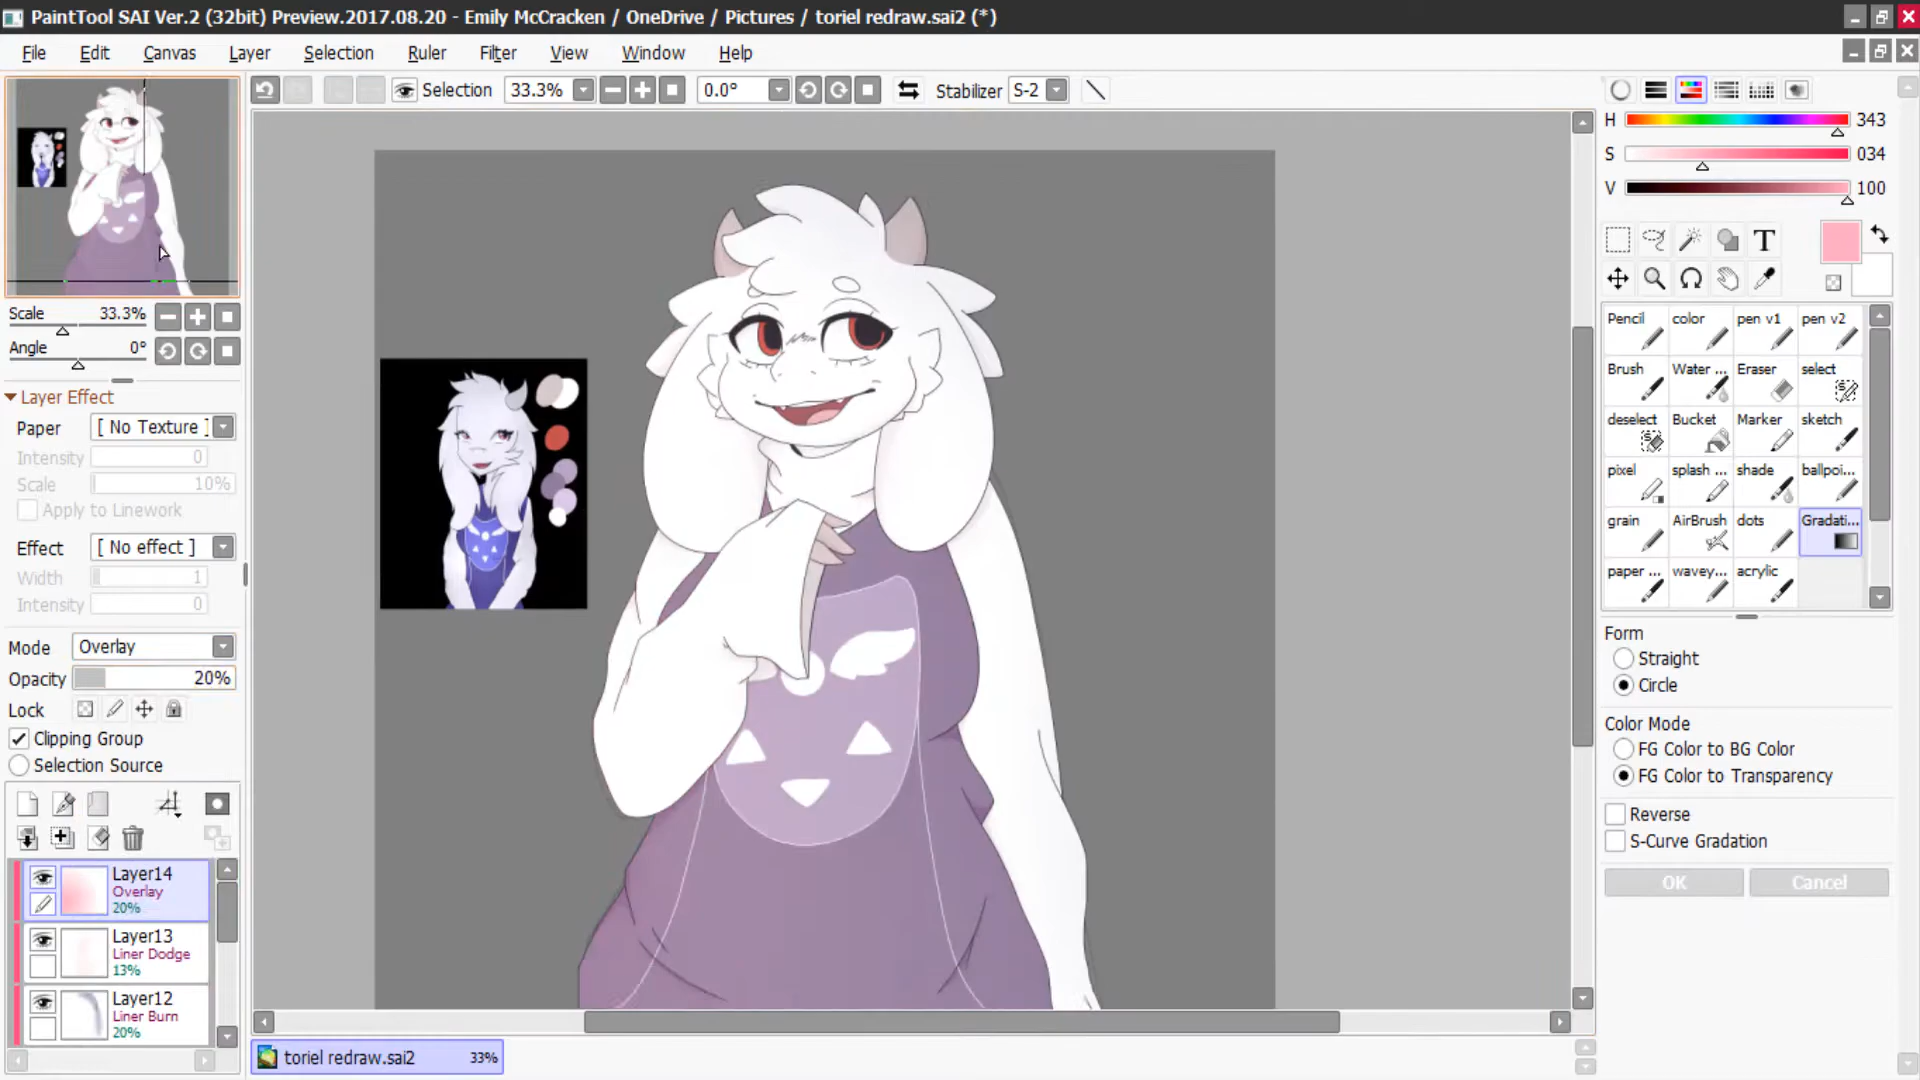 PaintTool SAI Ver.2 (32bit) Preview.2017.08.20 - Emily McCracken / OneDrive / Pictures / toriel redraw.sai2 (*)
File Edit Canvas Layer Selection Ruler Filter View Window Help
Selection 33.3% 0.0° Stabilizer S-2
H 343
S 034
V 100
T
Scale 33.3%
Angle 0°
Layer Effect
Paper [ No Texture ]
Intensity 0
Scale 10%
Apply to Linework
Effect [ No effect ]
Width 1
Intensity 0
Mode Overlay
Opacity 20%
Lock
Clipping Group
Selection Source
Layer14
Overlay
20%
Layer13
Liner Dodge
13%
Layer12
Liner Burn
20%
toriel redraw.sai2 33%
Pencil color pen v1 pen v2
Brush Water ... Eraser select
deselect Bucket Marker sketch
pixel splash ... shade ballpoi...
grain AirBrush dots Gradati...
paper ... wavey... acrylic
Form
Straight
Circle
Color Mode
FG Color to BG Color
FG Color to Transparency
Reverse
S-Curve Gradation
OK Cancel